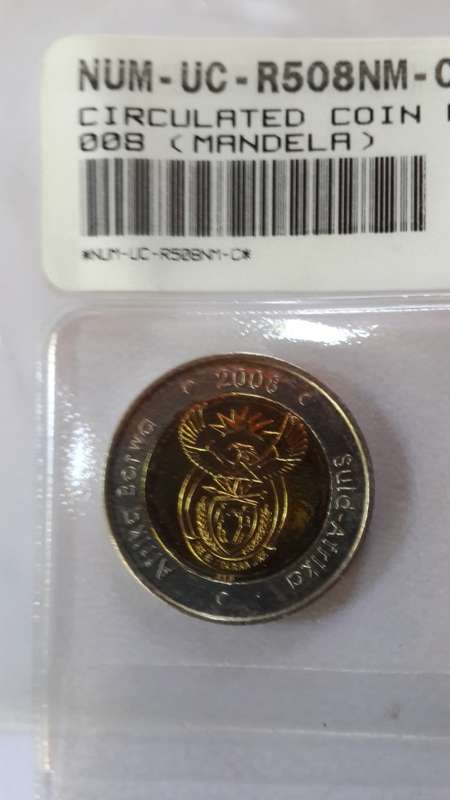 NUM-UC-R508NM-C
CIRCULATED COIN
008 (MANDELA)
*NUM-UC-R508NM-C*
2008
Afrika Borwa
Suid-Afrika